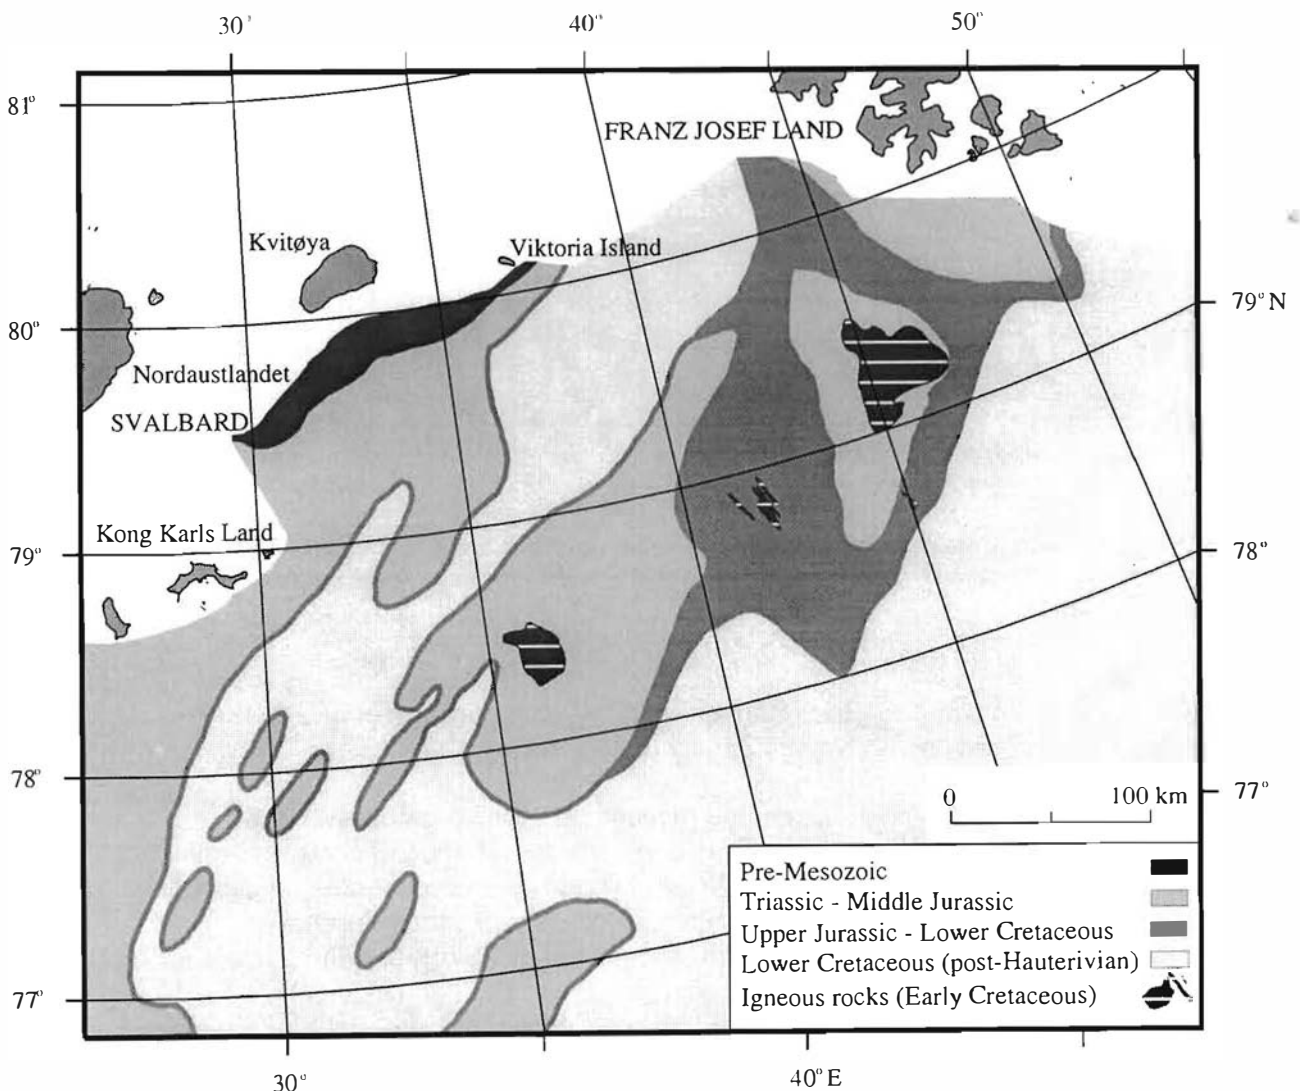 30°
40°
50°
81°
FRANZ JOSEF LAND
Kvitøya
Viktoria Island
79° N
80°
Nordaustlandet
SVALBARD
Kong Karls Land
79°
78°
78°
77°
0
100 km
Pre-Mesozoic
Triassic - Middle Jurassic
Upper Jurassic - Lower Cretaceous
Lower Cretaceous (post-Hauterivian)
Igneous rocks (Early Cretaceous)
77°
30°
40° E